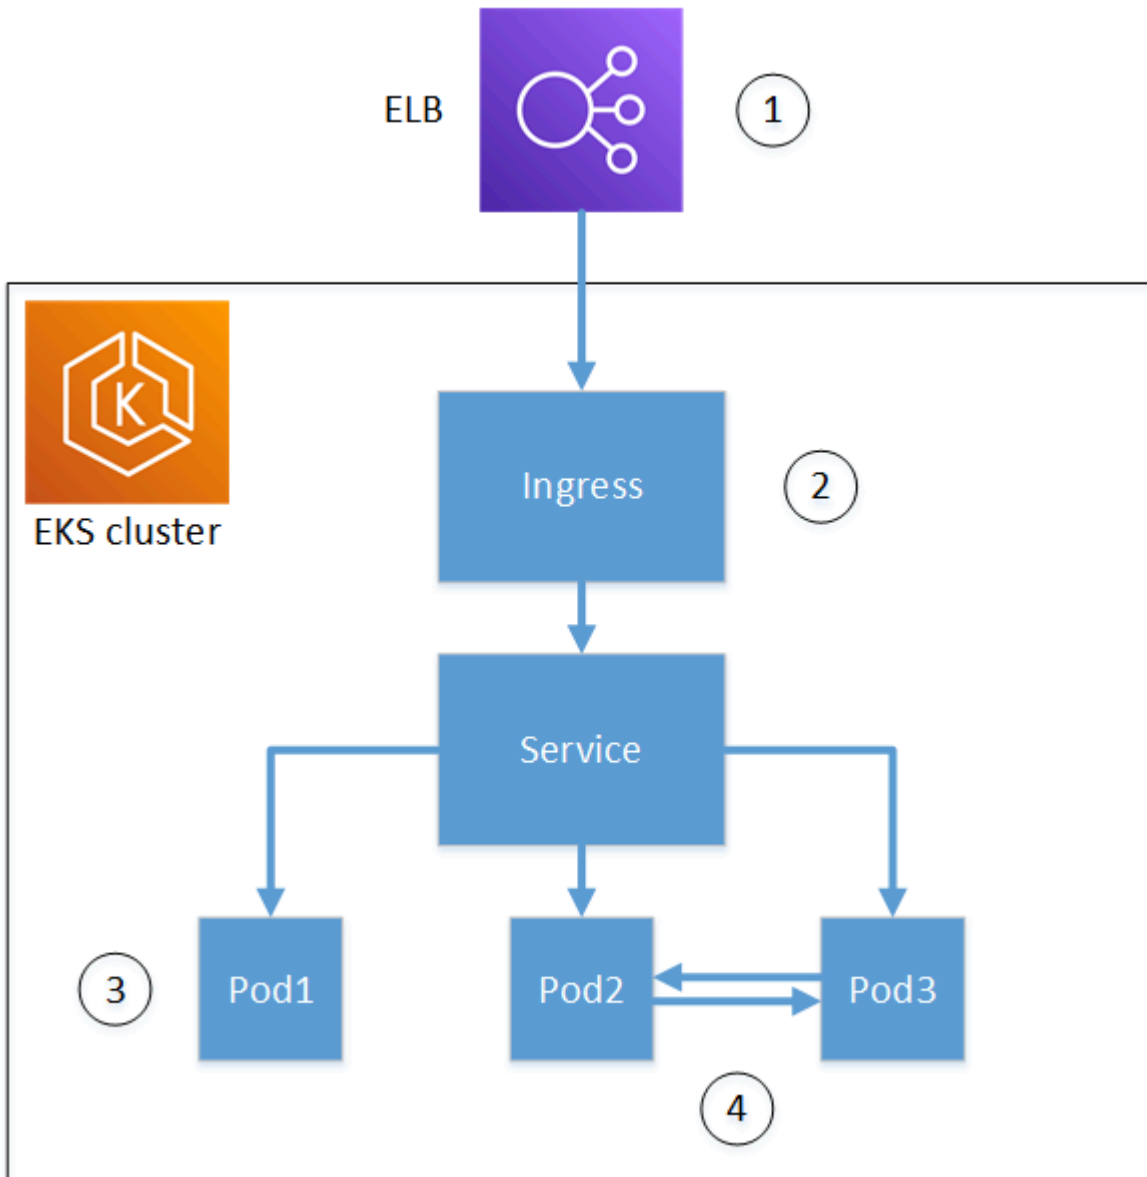 ELB
1
K
EKS cluster
Ingress
2
Service
3
Pod1
Pod2
Pod3
4